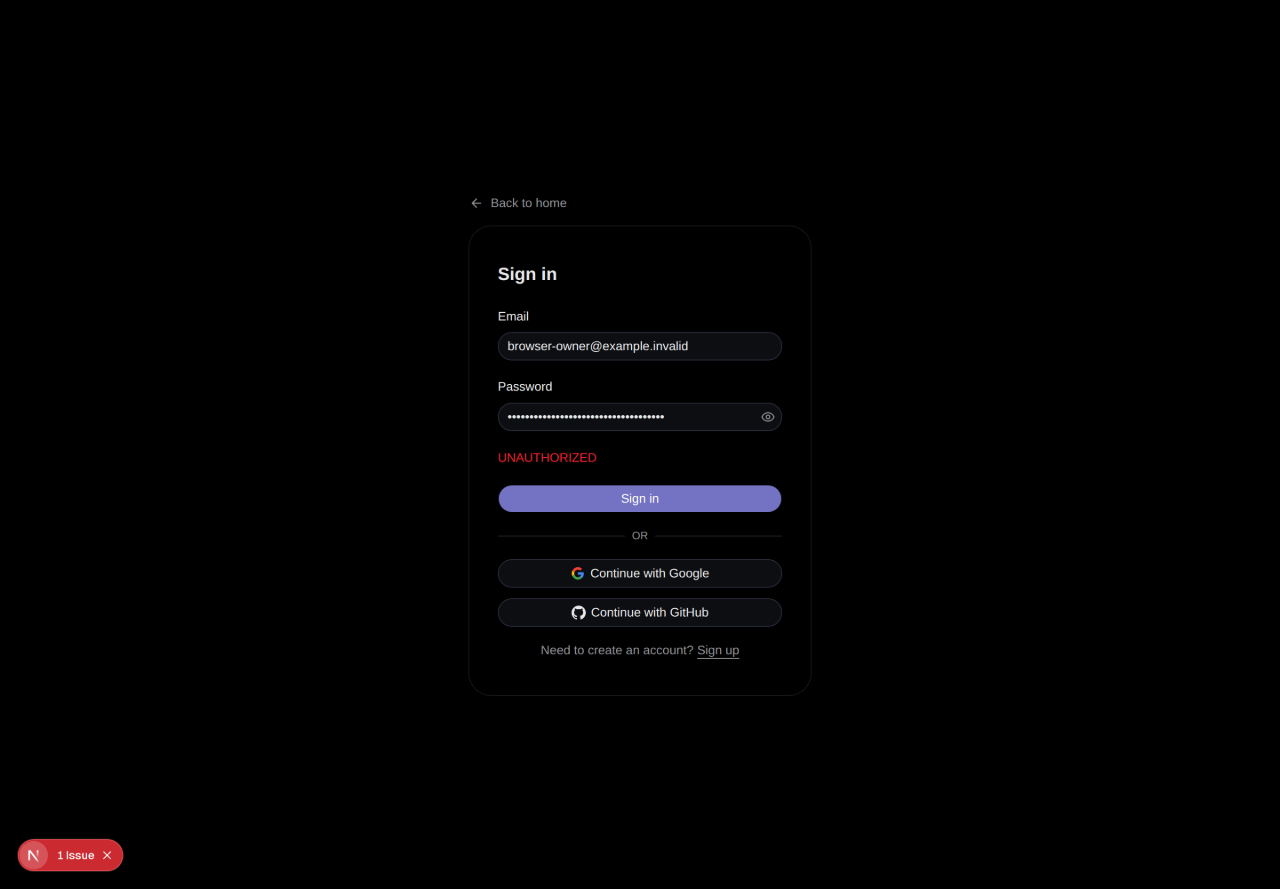 Back to home
Sign in
Email
browser-owner@example.invalid
Password
••••••••••••••••••••••••••••••••••••
UNAUTHORIZED
Sign in
OR
Continue with Google
Continue with GitHub
Need to create an account? Sign up
1 Issue